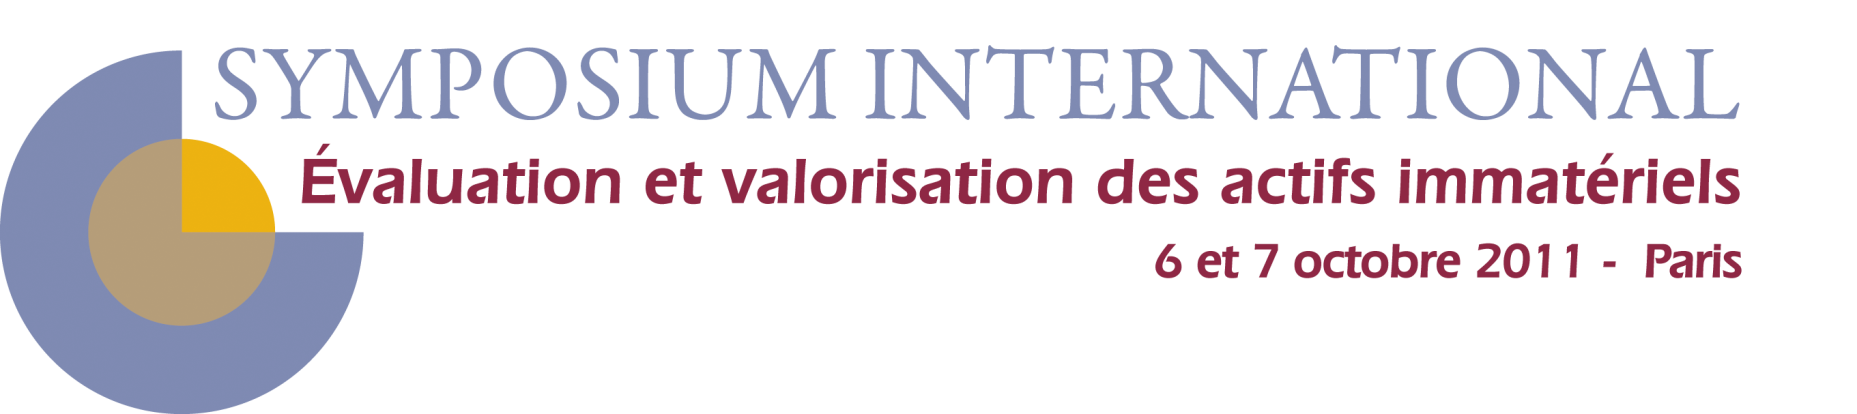 SYMPOSIUM INTERNATIONAL
Évaluation et valorisation des actifs immatériels
6 et 7 octobre 2011 - Paris